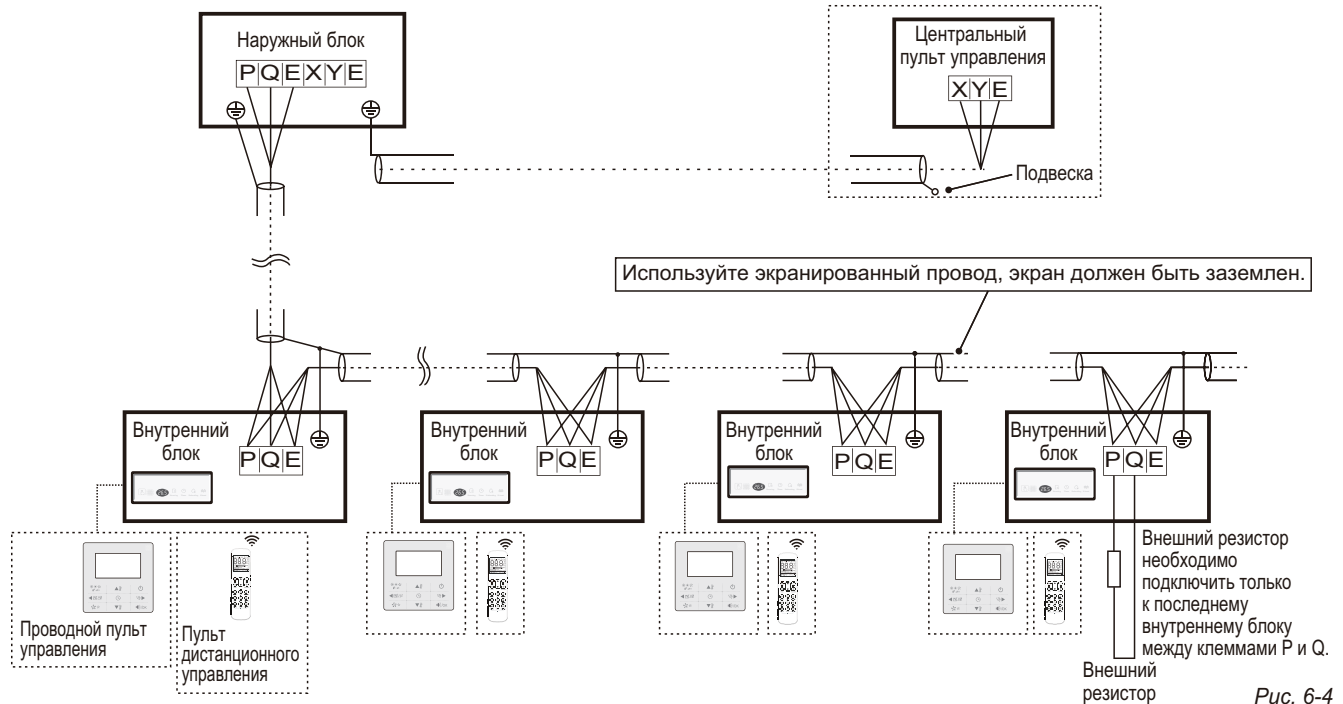 Наружный блок
P Q E X Y E
Центральный
пульт управления
X Y E
Подвеска
Используйте экранированный провод, экран должен быть заземлен.
Внутренний
блок
P Q E
Внутренний
блок
P Q E
Внутренний
блок
P Q E
Внутренний
блок
P Q E
Проводной пульт
управления
Пульт
дистанционного
управления
Внешний резистор
необходимо
подключить только
к последнему
внутреннему блоку
между клеммами P и Q.
Внешний
резистор
Рис. 6-4